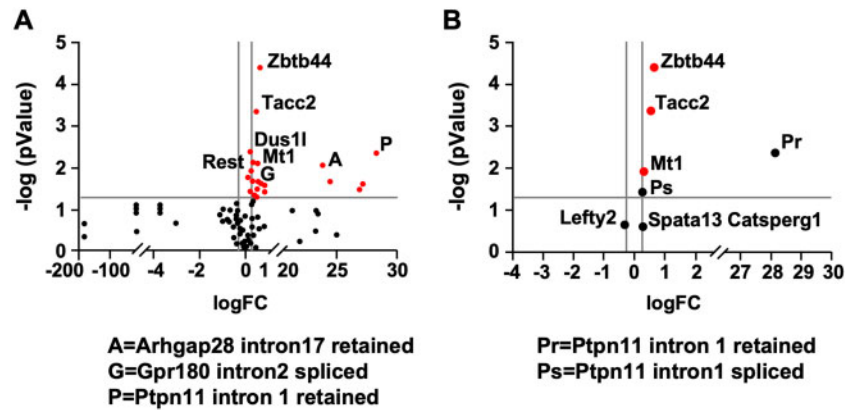 A
B
5
4
3
2
1
0
-log (pValue)
Zbtb44
Tacc2
Dus1l
Mt1
Rest
G
A
P
-200 -100 -4 -2 0 1 20 25 30
logFC
A=Arhgap28 intron17 retained
G=Gpr180 intron2 spliced
P=Ptpn11 intron 1 retained
5
4
3
2
1
0
-log (pValue)
Zbtb44
Tacc2
Pr
Mt1
Ps
Lefty2
Spata13 Catsperg1
-4 -3 -2 -1 0 1 2 27 28 29 30
logFC
Pr=Ptpn11 intron 1 retained
Ps=Ptpn11 intron1 spliced